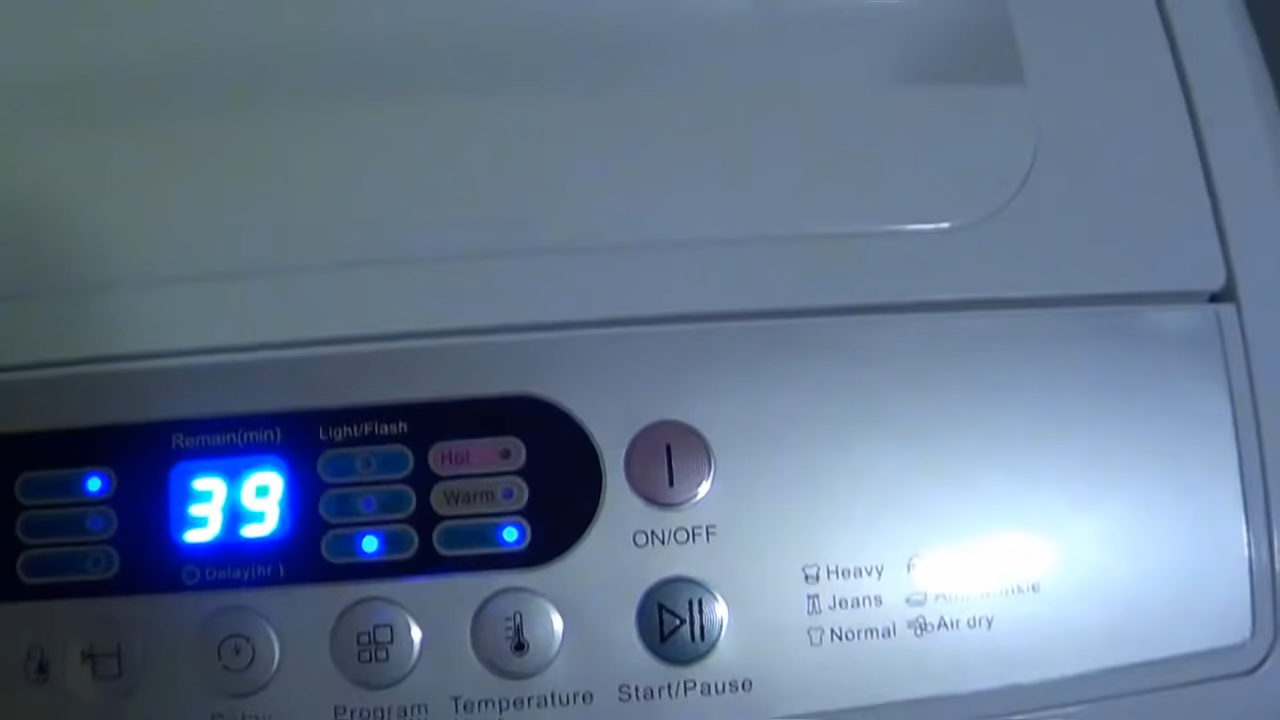 Remain(min)
Light/Flash
Hot
39
Warm
Delay(hr.)
ON/OFF
Heavy
Jeans
Normal
Air dry
Program
Temperature
Start/Pause